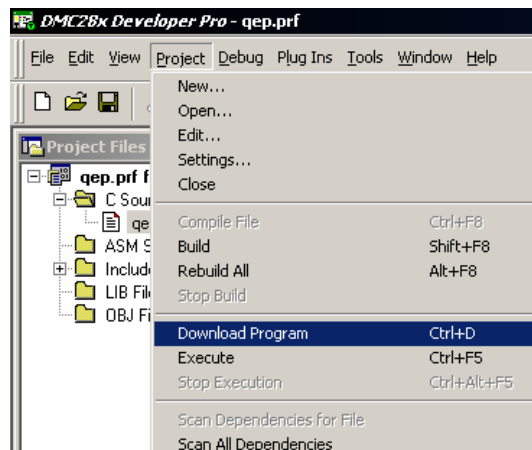 DMC28x Developer Pro - qep.prf
File Edit View Project Debug Plug Ins Tools Window Help
New...
Open...
Edit...
Settings...
Close
Compile File Ctrl+F8
Build Shift+F8
Rebuild All Alt+F8
Stop Build
Download Program Ctrl+D
Execute Ctrl+F5
Stop Execution Ctrl+Alt+F5
Scan Dependencies for File
Scan All Dependencies
Project Files
qep.prf f
C Sou
qe
ASM S
Includ
LIB Fil
OBJ Fi